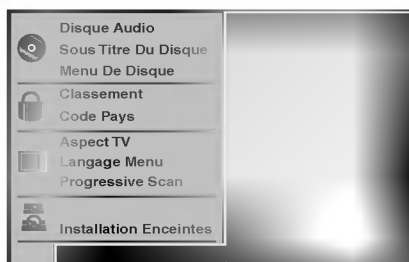 Disque Audio
Sous Titre Du Disque
Menu De Disque
Classement
Code Pays
Aspect TV
Langage Menu
Progressive Scan
Installation Enceintes